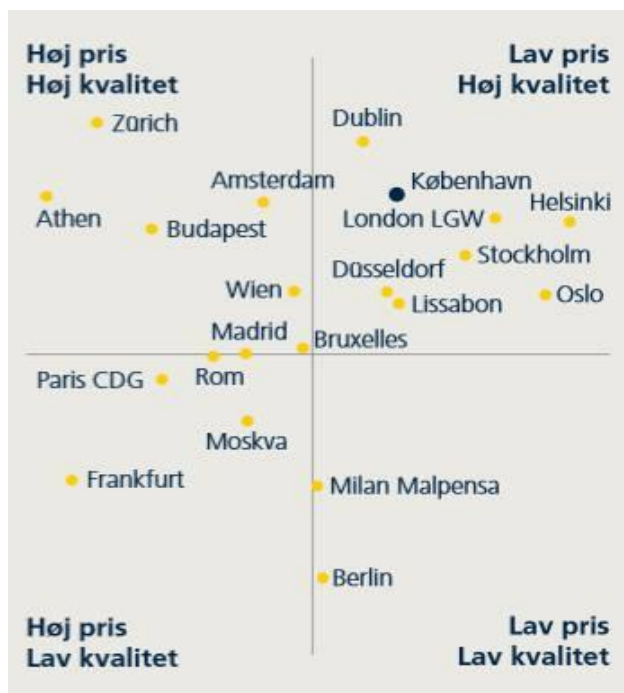 Høj pris
Høj kvalitet
Lav pris
Høj kvalitet
Zürich
Dublin
Amsterdam
København
Athen
Budapest
London LGW
Helsinki
Stockholm
Wien
Düsseldorf
Lissabon
Oslo
Madrid
Bruxelles
Paris CDG
Rom
Moskva
Frankfurt
Milan Malpensa
Berlin
Høj pris
Lav kvalitet
Lav pris
Lav kvalitet